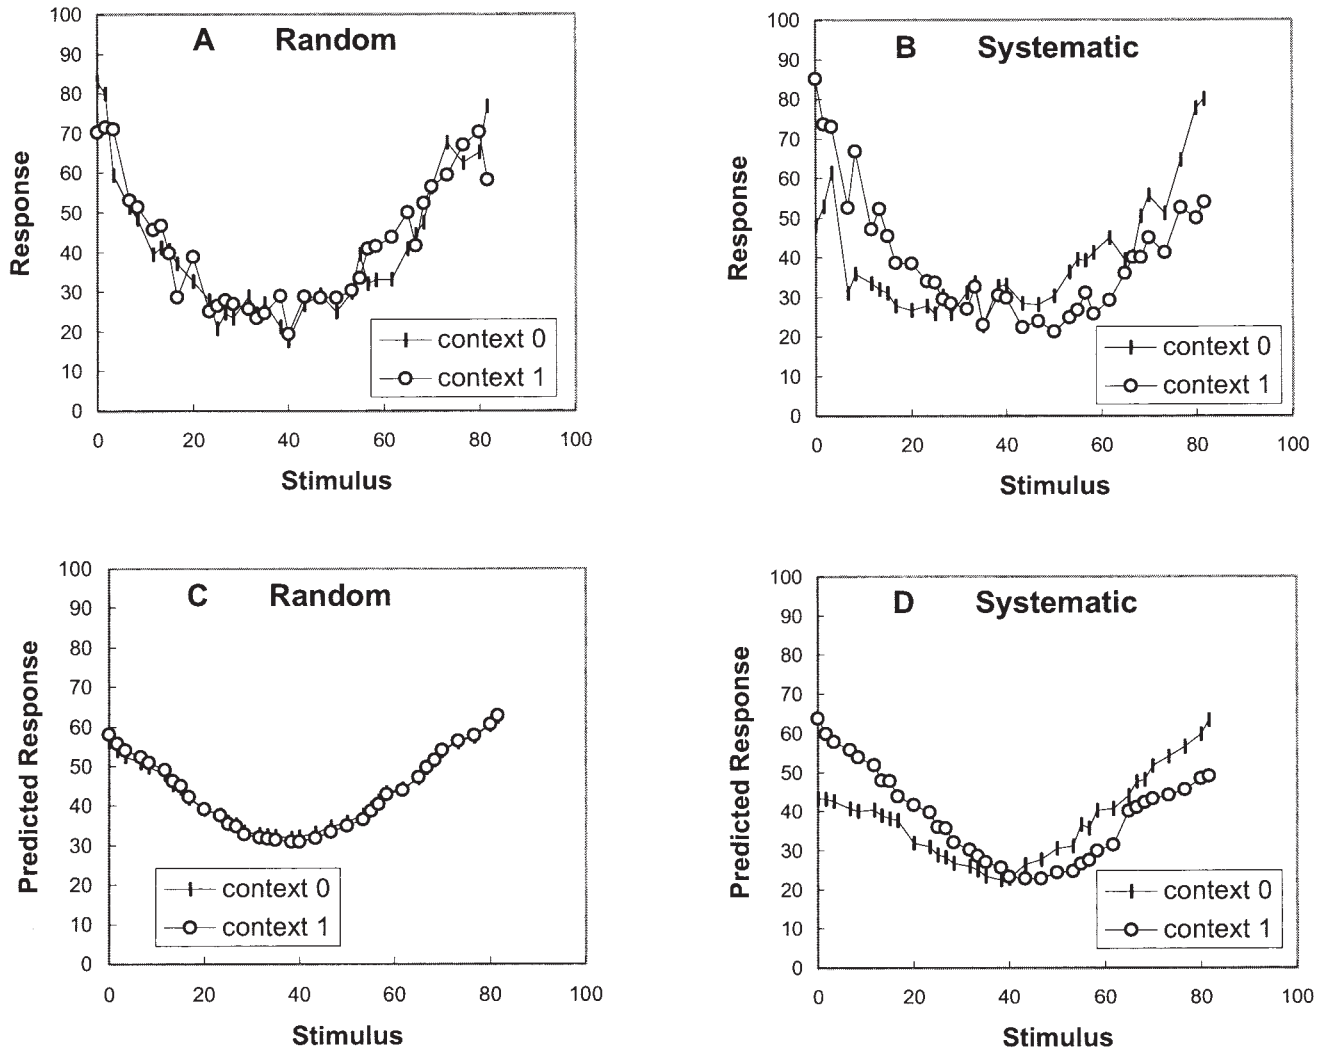 A Random
100
90
80
70
60
50
40
30
20
10
0
Response
0 20 40 60 80 100
Stimulus
context 0
context 1
B Systematic
100
90
80
70
60
50
40
30
20
10
0
Response
0 20 40 60 80 100
Stimulus
context 0
context 1
C Random
100
90
80
70
60
50
40
30
20
10
0
Predicted Response
0 20 40 60 80 100
Stimulus
context 0
context 1
D Systematic
100
90
80
70
60
50
40
30
20
10
0
Predicted Response
0 20 40 60 80 100
Stimulus
context 0
context 1